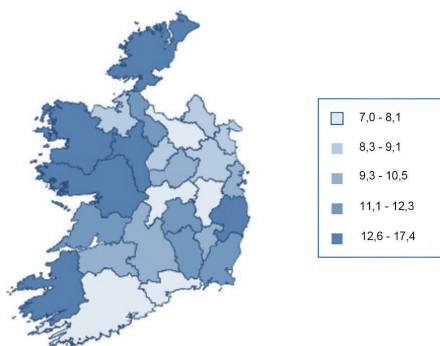 7,0 - 8,1
8,3 - 9,1
9,3 - 10,5
11,1 - 12,3
12,6 - 17,4